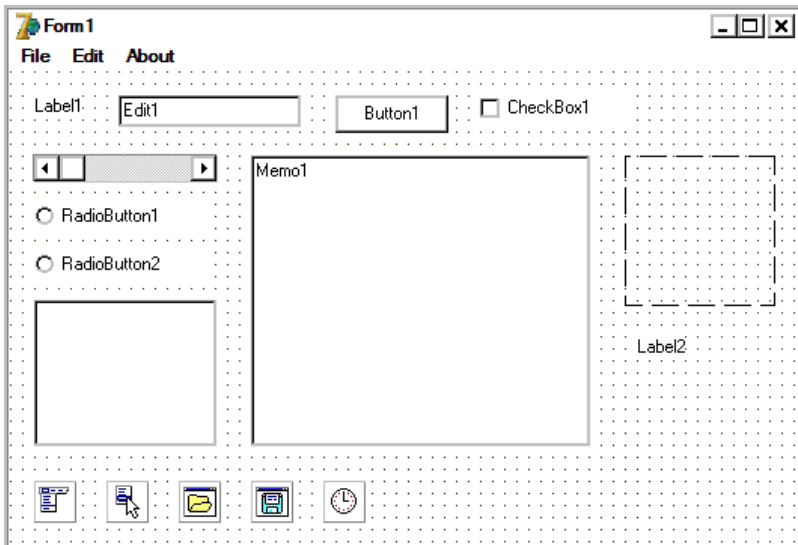 Form1
File Edit About
Label1 Edit1 Button1 CheckBox1
Memo1
RadioButton1
RadioButton2
Label2